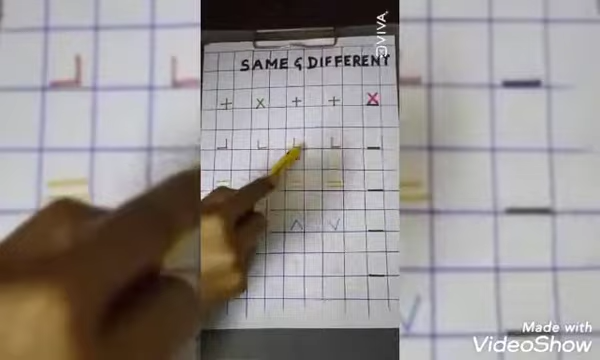 VIVA
SAME & DIFFERENT
+ x + + x
Made with
VideoShow